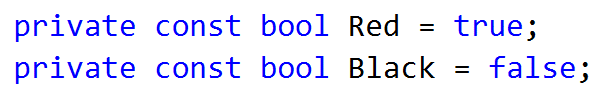 private const bool Red = true;
private const bool Black = false;